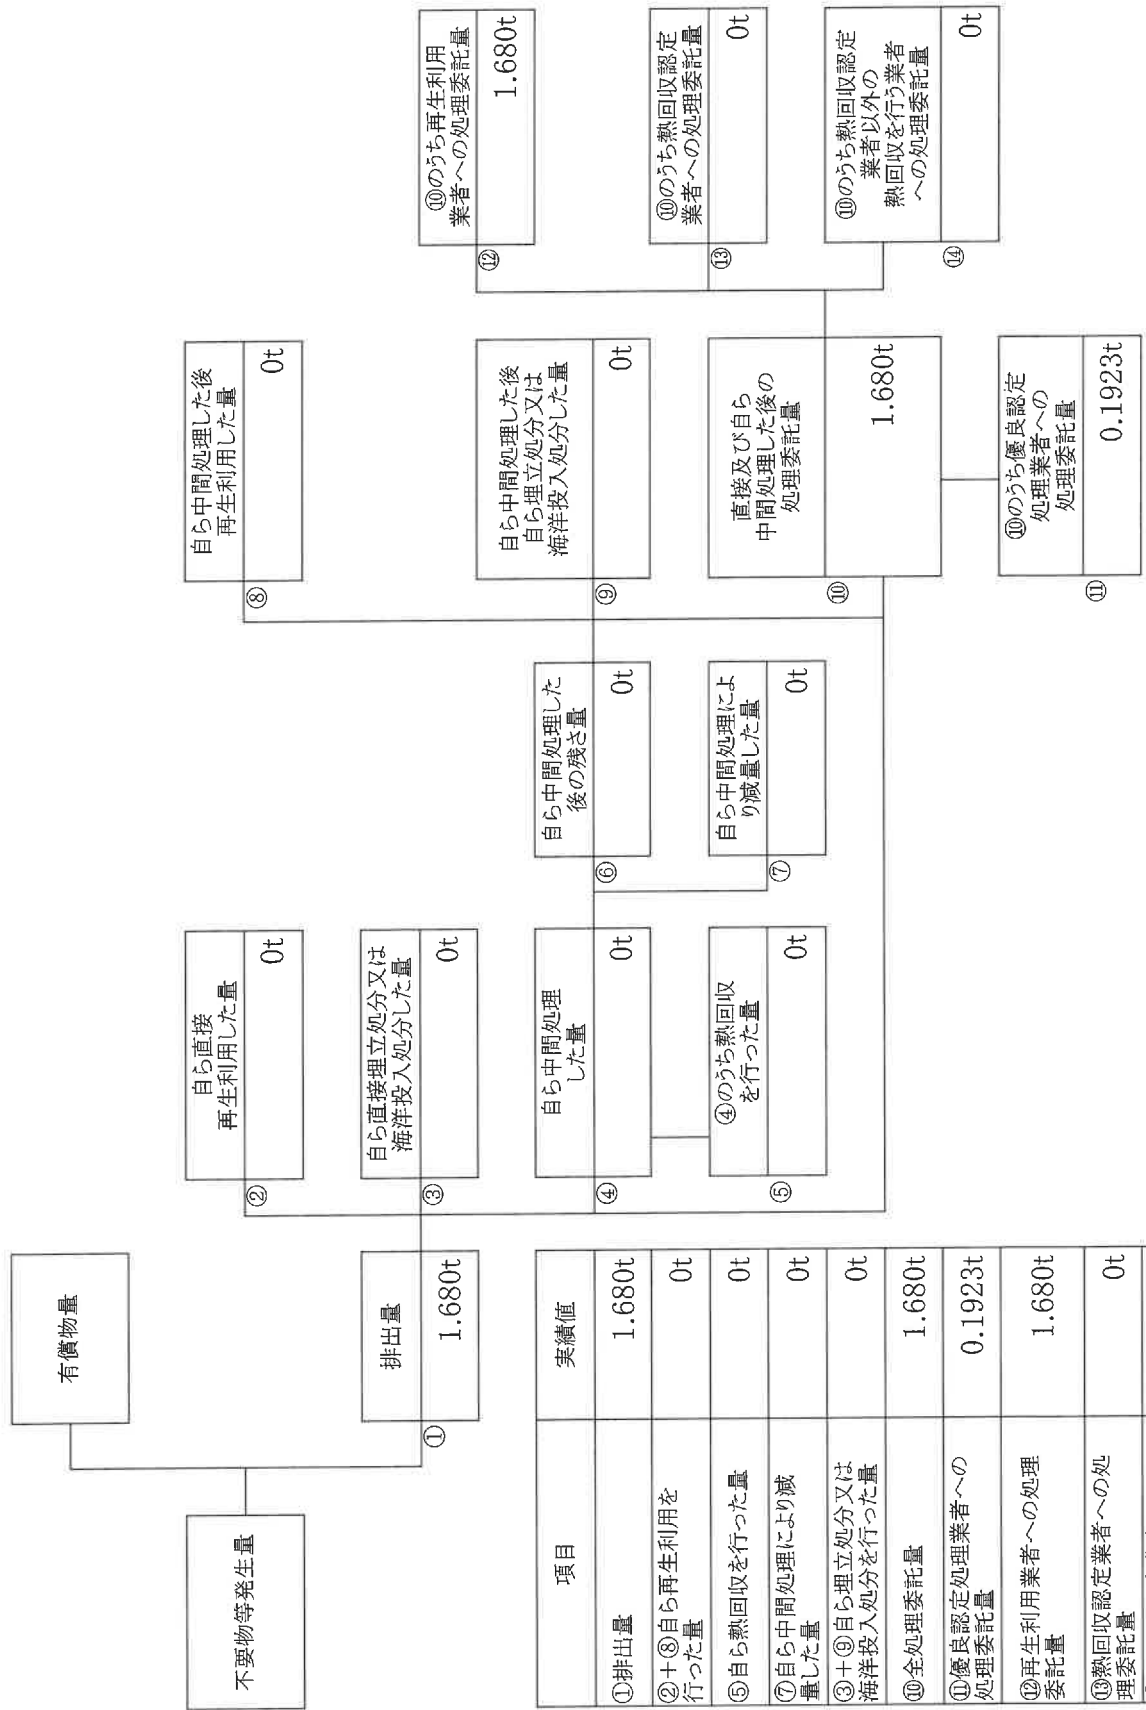 不要物等発生量
有償物量
①
排出量
1.680t
②
自ら直接
再生利用した量
0t
③
自ら直接埋立処分又は
海洋投入処分した量
0t
④
自ら中間処理
した量
0t
⑤
④のうち熱回収
を行った量
0t
⑥
自ら中間処理した
後の残さ量
0t
⑦
自ら中間処理によ
り減量した量
0t
⑧
自ら中間処理した後
再生利用した量
0t
⑨
自ら中間処理した後
自ら埋立処分又は
海洋投入処分した量
0t
⑩
直接及び自ら
中間処理した後の
処理委託量
1.680t
⑪
⑩のうち優良認定
処理業者への
処理委託量
0.1923t
⑫
⑩のうち再生利用
業者への処理委託量
1.680t
⑬
⑩のうち熱回収認定
業者への処理委託量
0t
⑭
⑩のうち熱回収認定
業者以外の
熱回収を行う業者
への処理委託量
0t
項目 実績値
①排出量 1.680t
②+⑧自ら再生利用を
行った量 0t
⑤自ら熱回収を行った量 0t
⑦自ら中間処理により減
量した量 0t
③+⑨自ら埋立処分又は
海洋投入処分を行った量 0t
⑩全処理委託量 1.680t
⑪優良認定処理業者への
処理委託量 0.1923t
⑫再生利用業者への処理
委託量 1.680t
⑬熱回収認定業者への処
理委託量 0t